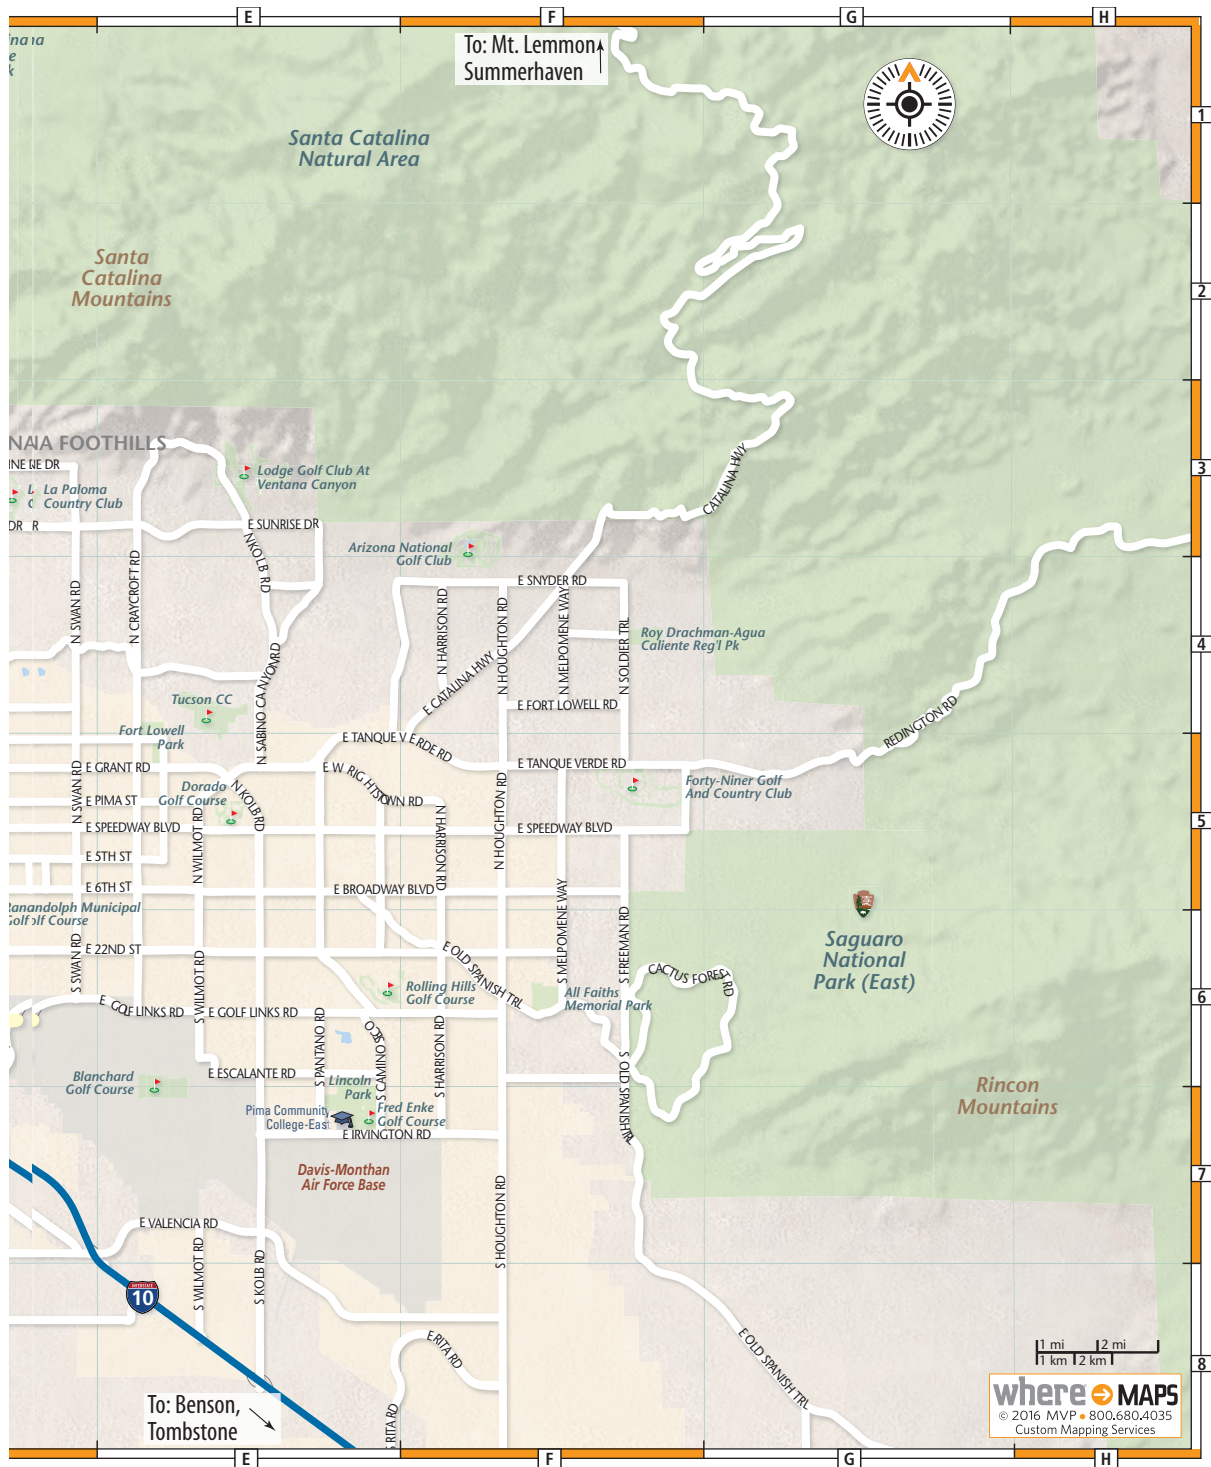 E
F
G
H
To: Mt. Lemmon
Summerhaven
1
Santa Catalina
Natural Area
Santa
Catalina
Mountains
2
FOOTHILLS
3
Lodge Golf Club At
Ventana Canyon
La Paloma
Country Club
CATALINA HWY
E SUNRISE DR
N KOLB RD
Arizona National
Golf Club
E SNYDER RD
N SWAN RD
N CRAYCROFT RD
N HARRISON RD
N HOUGHTON RD
N MELPOMENE WAY
N SOLDIER TRL
Roy Drachman-Agua
Caliente Reg'l Pk
4
E CATALINA HWY
N SABINO CANYON RD
Tucson CC
E FORT LOWELL RD
REDINGTON RD
Fort Lowell
Park
E TANQUE VERDE RD
E TANQUE VERDE RD
E GRANT RD
E WRIGHTSTOWN RD
Dorado
Golf Course
N KOLB RD
Forty-Niner Golf
And Country Club
E PIMA ST
N SWAN RD
N WILMOT RD
N HARRISON RD
N HOUGHTON RD
E SPEEDWAY BLVD
E SPEEDWAY BLVD
5
E 5TH ST
E 6TH ST
E BROADWAY BLVD
Randolph Municipal
Golf Course
Saguaro
National
Park (East)
E 22ND ST
S SWAN RD
S WILMOT RD
E OLD SPANISH TRL
S MELPOMENE WAY
S FREEMAN RD
CACTUS FOREST RD
Rolling Hills
Golf Course
All Faiths
Memorial Park
6
E GOLF LINKS RD
E GOLF LINKS RD
S PANTANO RD
S CAMINO SECO
S HARRISON RD
S OLD SPANISH TRL
E ESCALANTE RD
Blanchard
Golf Course
Lincoln
Park
Rincon
Mountains
Pima Community
College-East
Fred Enke
Golf Course
E IRVINGTON RD
Davis-Monthan
Air Force Base
7
S HOUGHTON RD
E VALENCIA RD
S WILMOT RD
S KOLB RD
INTERSTATE
10
E RITA RD
S RITA RD
E OLD SPANISH TRL
1 mi
2 mi
1 km
2 km
8
To: Benson,
Tombstone
where MAPS
© 2016 MVP • 800.680.4035
Custom Mapping Services
E
F
G
H